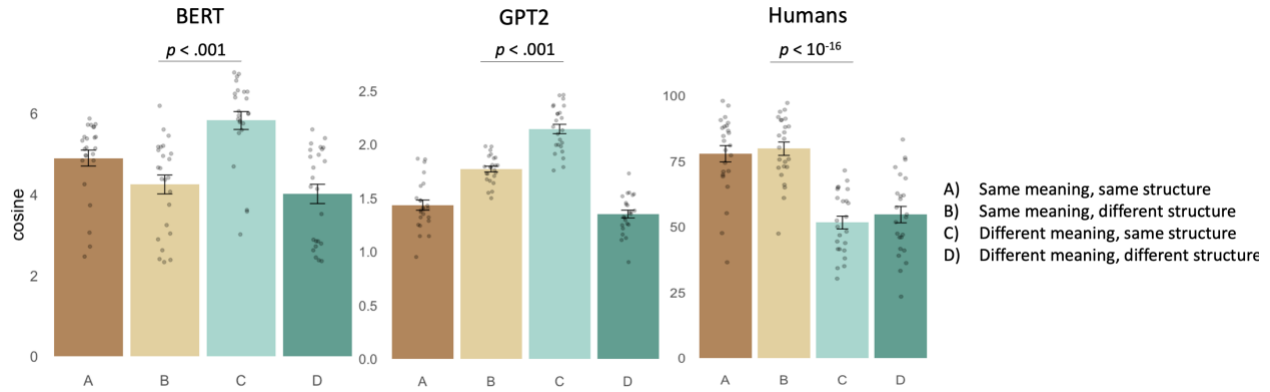 BERT
p < .001
cosine
6
4
2
0
A B C D
GPT2
p < .001
2.5
2.0
1.5
1.0
0.5
0.0
A B C D
Humans
p < 10-16
100
75
50
25
0
A B C D
A) Same meaning, same structure
B) Same meaning, different structure
C) Different meaning, same structure
D) Different meaning, different structure